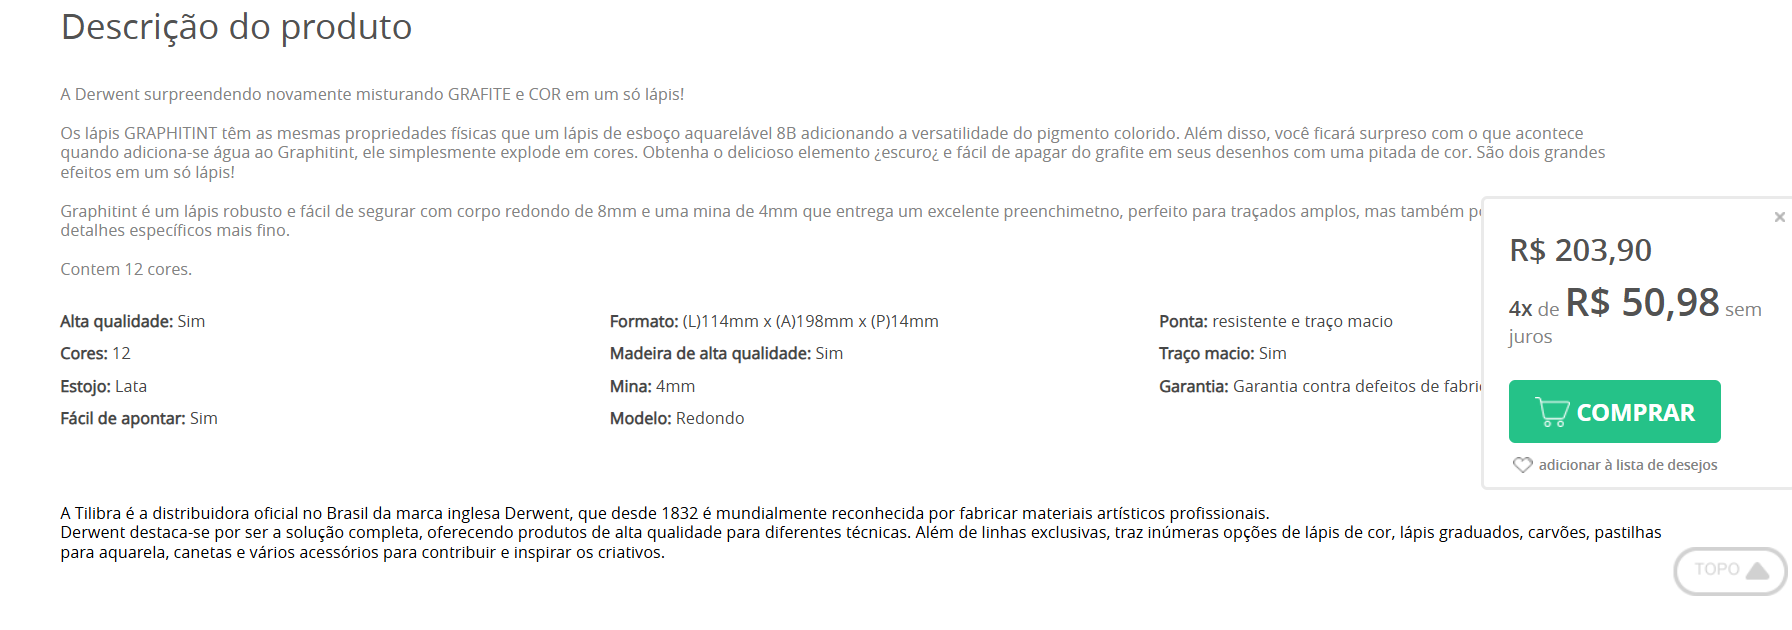 Descrição do produto
A Derwent surpreendendo novamente misturando GRAFITE e COR em um só lápis!
Os lápis GRAPHITINT têm as mesmas propriedades físicas que um lápis de esboço aquarelável 8B adicionando a versatilidade do pigmento colorido. Além disso, você ficará surpreso com o que acontece
quando adiciona-se água ao Graphitint, ele simplesmente explode em cores. Obtenha o delicioso elemento ¿escuro¿ e fácil de apagar do grafite em seus desenhos com uma pitada de cor. São dois grandes
efeitos em um só lápis!
Graphitint é um lápis robusto e fácil de segurar com corpo redondo de 8mm e uma mina de 4mm que entrega um excelente preenchimetno, perfeito para traçados amplos, mas também
detalhes específicos mais fino.
Contem 12 cores.
Alta qualidade: Sim
Cores: 12
Estojo: Lata
Fácil de apontar: Sim
Formato: (L)114mm x (A)198mm x (P)14mm
Madeira de alta qualidade: Sim
Mina: 4mm
Modelo: Redondo
Ponta: resistente e traço macio
Traço macio: Sim
Garantia: Garantia contra defeitos de
R$ 203,90
4x de R$ 50,98 sem
juros
COMPRAR
adicionar à lista de desejos
A Tilibra é a distribuidora oficial no Brasil da marca inglesa Derwent, que desde 1832 é mundialmente reconhecida por fabricar materiais artísticos profissionais.
Derwent destaca-se por ser a solução completa, oferecendo produtos de alta qualidade para diferentes técnicas. Além de linhas exclusivas, traz inúmeras opções de lápis de cor, lápis graduados, carvões, pastilhas
para aquarela, canetas e vários acessórios para contribuir e inspirar os criativos.
TOPO